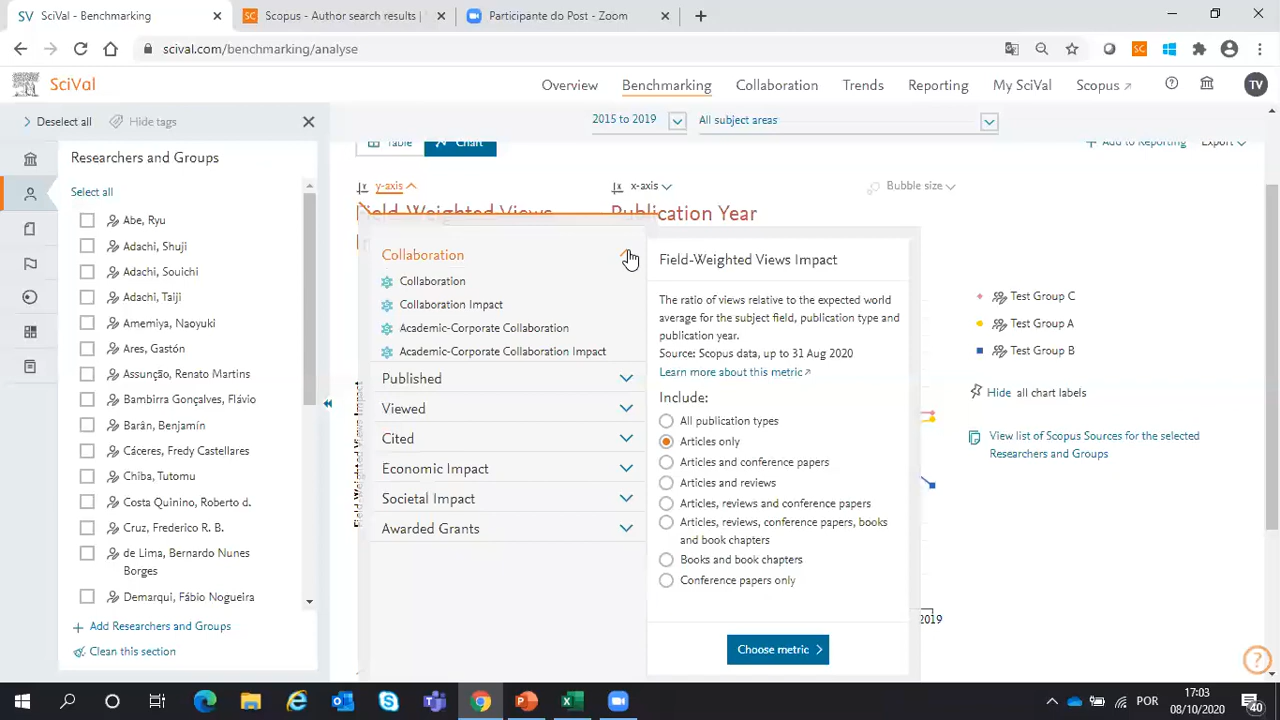 SciVal - Benchmarking
Scopus - Author search results |
Participante do Post - Zoom
scival.com/benchmarking/analyse
SciVal
Overview
Benchmarking
Collaboration
Trends
Reporting
My SciVal
Scopus
TV
Deselect all
Hide tags
2015 to 2019
All subject areas
Researchers and Groups
Table
Chart
+ Add to Reporting
Export
Select all
y-axis
x-axis
Bubble size
Field-Weighted Views
Publication Year
Abe, Ryu
Adachi, Shuji
Adachi, Souichi
Adachi, Taiji
Amemiya, Naoyuki
Ares, Gastón
Assunção, Renato Martins
Bambirra Gonçalves, Flávio
Barán, Benjamín
Cáceres, Fredy Castellares
Chiba, Tutomu
Costa Quinino, Roberto d.
Cruz, Frederico R. B.
de Lima, Bernardo Nunes
Borges
Demarqui, Fábio Nogueira
+ Add Researchers and Groups
Clean this section
Collaboration
Collaboration
Collaboration Impact
Academic-Corporate Collaboration
Academic-Corporate Collaboration Impact
Published
Viewed
Cited
Economic Impact
Societal Impact
Awarded Grants
Field-Weighted Views Impact
The ratio of views relative to the expected world
average for the subject field, publication type and
publication year.
Source: Scopus data, up to 31 Aug 2020
Learn more about this metric
Include:
All publication types
Articles only
Articles and conference papers
Articles and reviews
Articles, reviews and conference papers
Articles, reviews, conference papers, books
and book chapters
Books and book chapters
Conference papers only
Choose metric
Test Group C
Test Group A
Test Group B
Hide all chart labels
View list of Scopus Sources for the selected
Researchers and Groups
2019
POR
17:03
08/10/2020
40